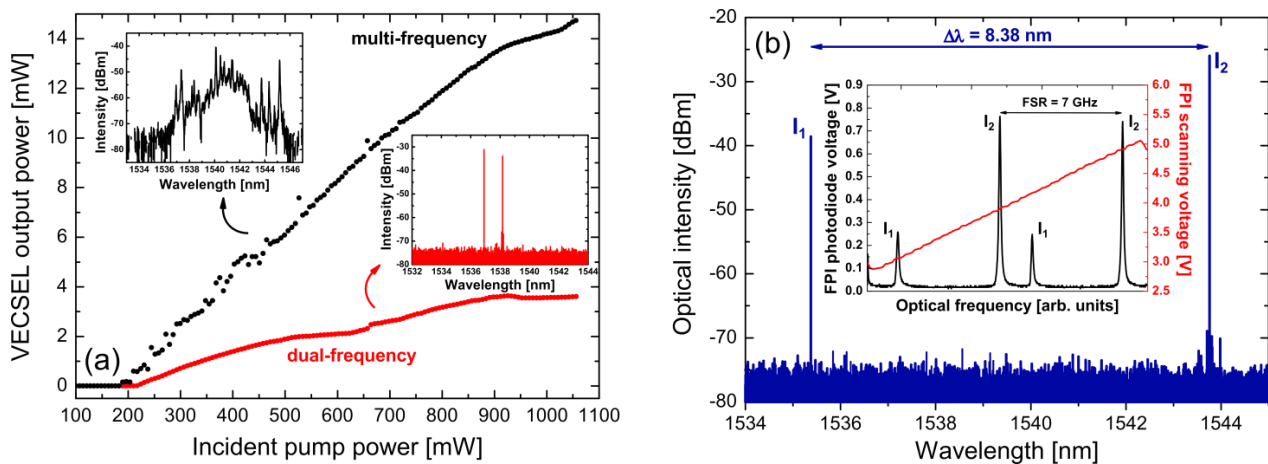 (a)
VECSEL output power [mW]
14
12
10
8
6
4
2
0
100 200 300 400 500 600 700 800 900 1000 1100
Incident pump power [mW]
multi-frequency
dual-frequency
Intensity [dBm]
-40
-50
-60
-70
-80
1534 1536 1538 1540 1542 1544 1546
Wavelength [nm]
Intensity [dBm]
-30
-40
-50
-60
-70
-80
1532 1534 1536 1538 1540 1542 1544
Wavelength [nm]
(b)
Δλ = 8.38 nm
I1
I2
Optical intensity [dBm]
-20
-30
-40
-50
-60
-70
-80
1534 1536 1538 1540 1542 1544
Wavelength [nm]
FPI photodiode voltage [V]
0.9
0.8
0.7
0.6
0.5
0.4
0.3
0.2
0.1
0.0
FSR = 7 GHz
I2 I2
I1 I1
Optical frequency [arb. units]
6.0
5.5
5.0
4.5
4.0
3.5
3.0
2.5
FPI scanning voltage [V]